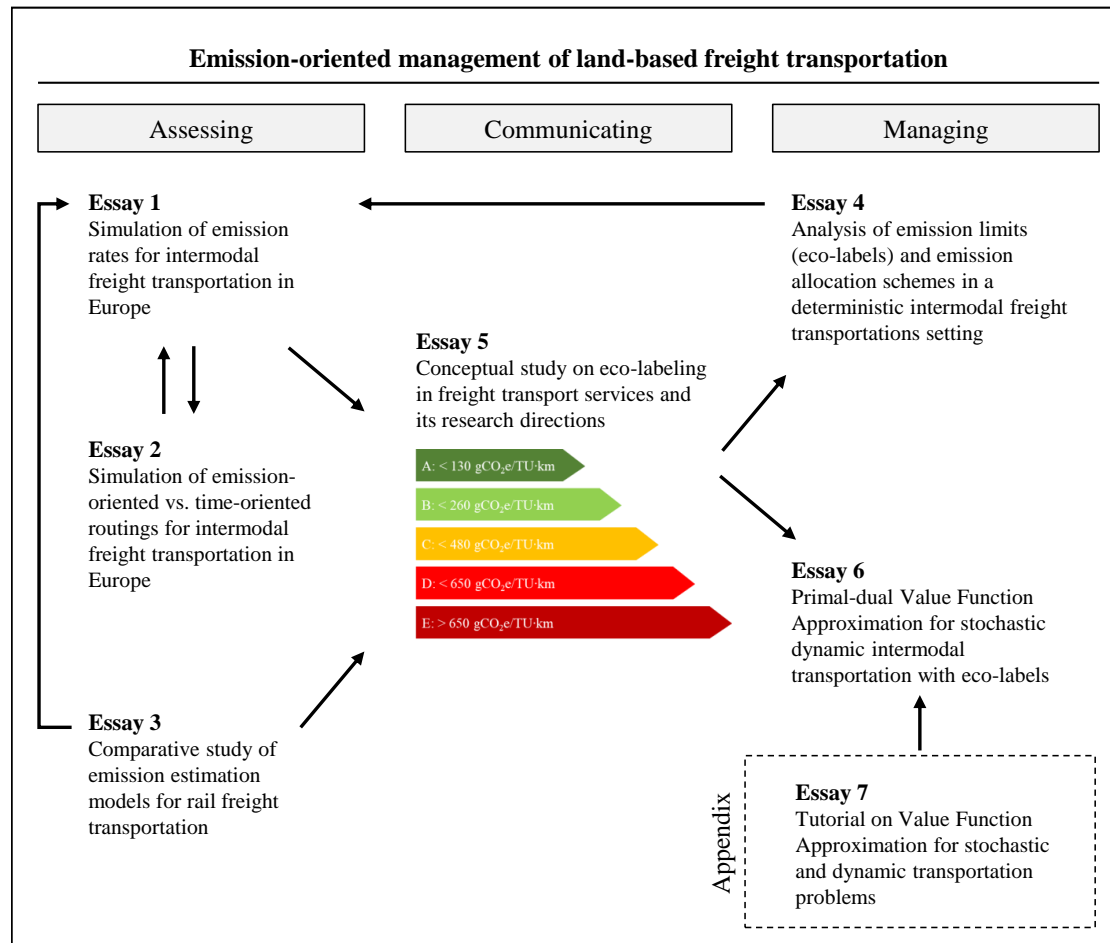 Emission-oriented management of land-based freight transportation
Assessing
Communicating
Managing
Essay 1
Simulation of emission
rates for intermodal
freight transportation in
Europe
Essay 2
Simulation of emission-
oriented vs. time-oriented
routings for intermodal
freight transportation in
Europe
Essay 3
Comparative study of
emission estimation
models for rail freight
transportation
Essay 5
Conceptual study on eco-labeling
in freight transport services and
its research directions
A: < 130 gCO₂e/TU·km
B: < 260 gCO₂e/TU·km
C: < 480 gCO₂e/TU·km
D: < 650 gCO₂e/TU·km
E: > 650 gCO₂e/TU·km
Essay 4
Analysis of emission limits
(eco-labels) and emission
allocation schemes in a
deterministic intermodal freight
transportations setting
Essay 6
Primal-dual Value Function
Approximation for stochastic
dynamic intermodal
transportation with eco-labels
Appendix
Essay 7
Tutorial on Value Function
Approximation for stochastic
and dynamic transportation
problems